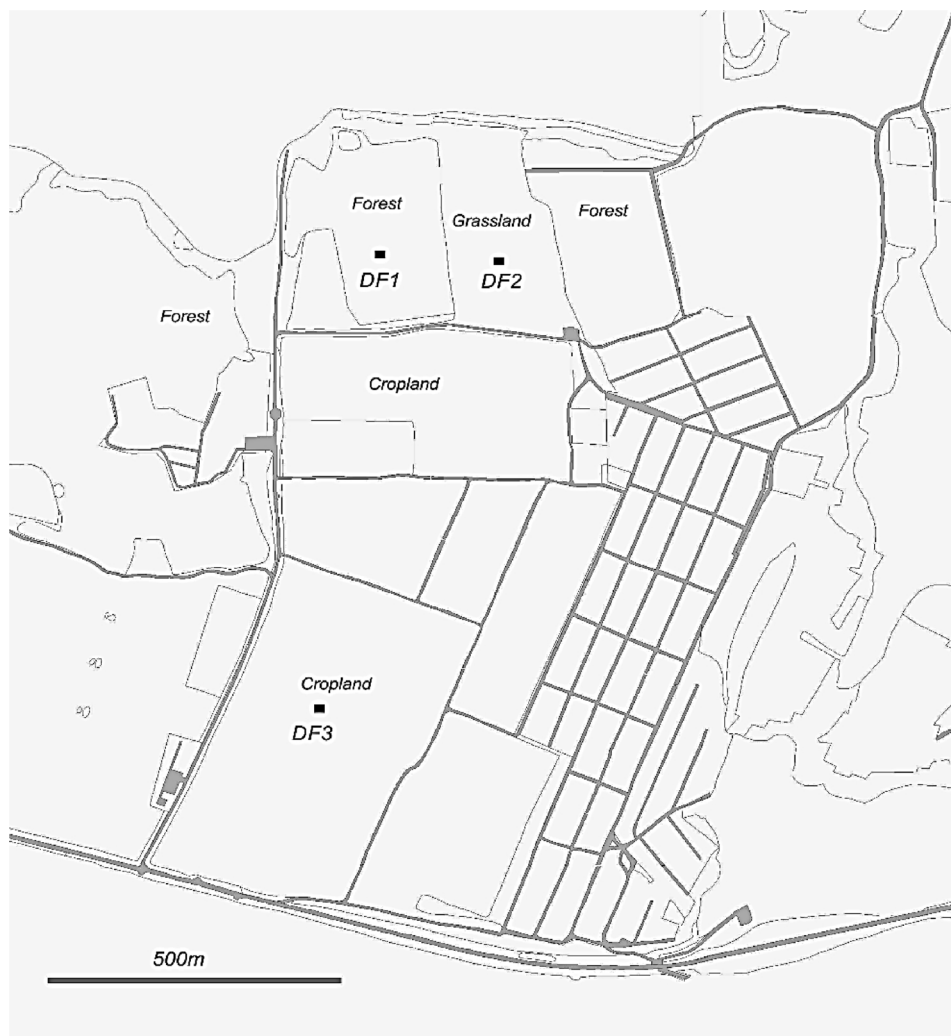 Forest
Grassland
Forest
DF1
DF2
Forest
Cropland
Cropland
DF3
500m